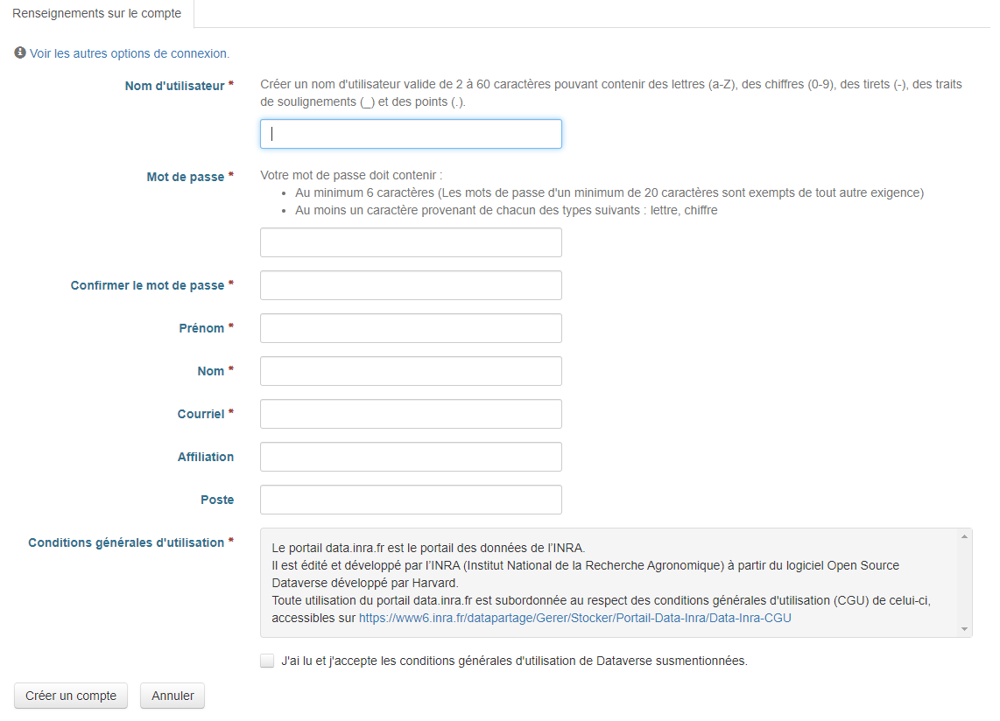 Renseignements sur le compte
Voir les autres options de connexion.
Nom d'utilisateur *
Créer un nom d'utilisateur valide de 2 à 60 caractères pouvant contenir des lettres (a-Z), des chiffres (0-9), des tirets (-), des traits
de soulignements (_) et des points (.).
Mot de passe *
Votre mot de passe doit contenir :
• Au minimum 6 caractères (Les mots de passe d'un minimum de 20 caractères sont exempts de tout autre exigence)
• Au moins un caractère provenant de chacun des types suivants : lettre, chiffre
Confirmer le mot de passe *
Prénom *
Nom *
Courriel *
Affiliation
Poste
Conditions générales d'utilisation *
Le portail data.inra.fr est le portail des données de l'INRA.
Il est édité et développé par l'INRA (Institut National de la Recherche Agronomique) à partir du logiciel Open Source
Dataverse développé par Harvard.
Toute utilisation du portail data.inra.fr est subordonnée au respect des conditions générales d'utilisation (CGU) de celui-ci,
accessibles sur https://www6.inra.fr/datapartage/Gerer/Stocker/Portail-Data-Inra/Data-Inra-CGU
J'ai lu et j'accepte les conditions générales d'utilisation de Dataverse susmentionnées.
Créer un compte
Annuler